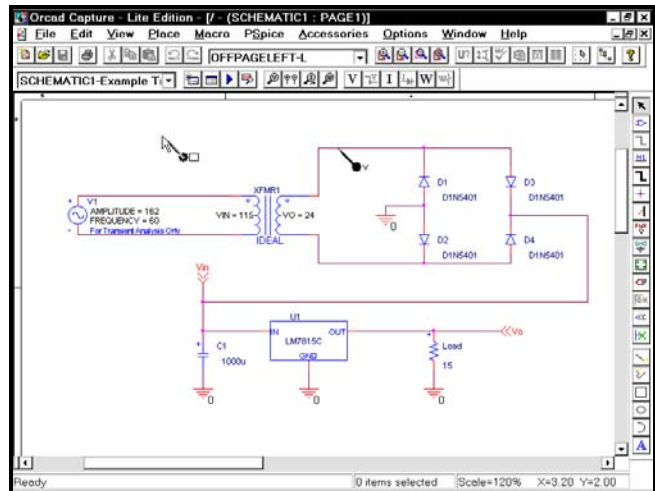 Orcad Capture - Lite Edition - [/ - (SCHEMATIC1 : PAGE1)]
File Edit View Place Macro PSpice Accessories Options Window Help
OFFPAGELEFT-L
U?
SCHEMATIC1-Example Tr
V I W
V1
AMPLITUDE = 162
FREQUENCY = 60
For Transient Analysis Only
XFMR1
VIN = 115
VO = 24
IDEAL
V
D1
D1N5401
D3
D1N5401
0
D2
D1N5401
D4
D1N5401
Vin
U1
IN
OUT
LM7815C
GND
C1
1000u
Vo
Load
15
0
0
0
Ready
0 items selected Scale=120% X=3.20 Y=2.00